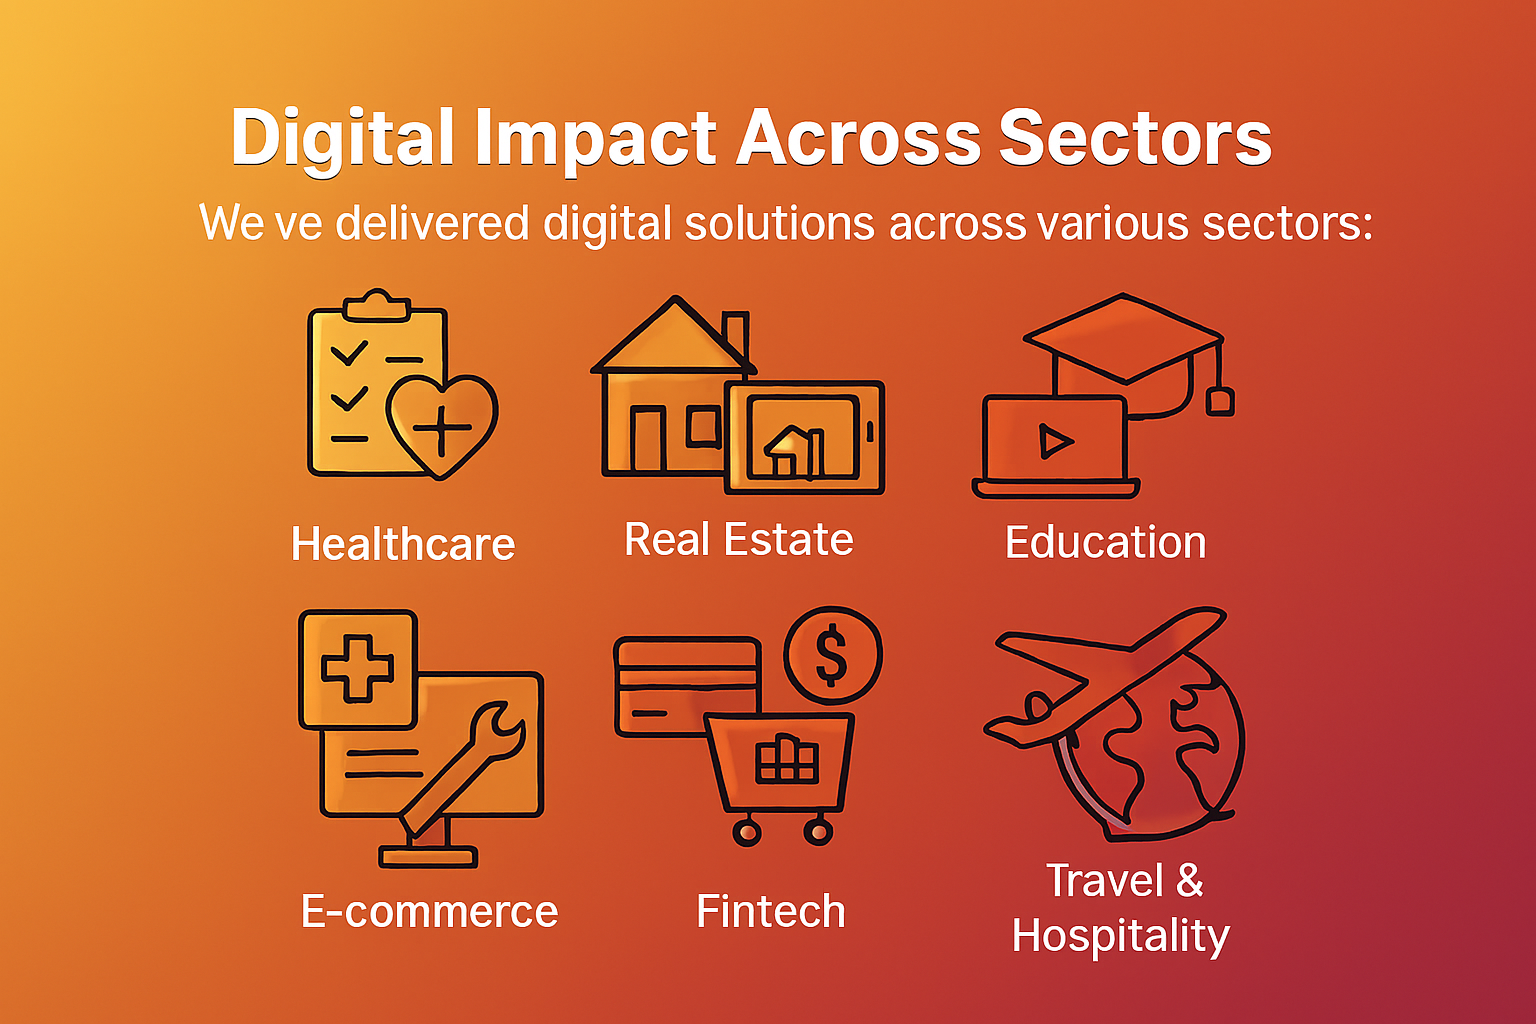 Digital Impact Across Sectors
We ve delivered digital solutions across various sectors:
Healthcare
Real Estate
Education
$
E-commerce
Fintech
Travel &
Hospitality